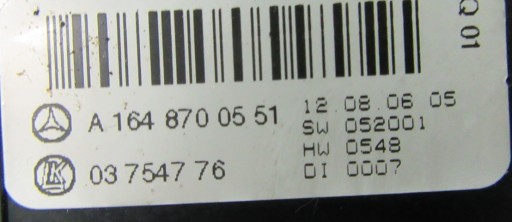 Q 01
A 164 870 05 51 12.08.06 05
SW 052001
HW 0548
03 7547 76 DI 0007